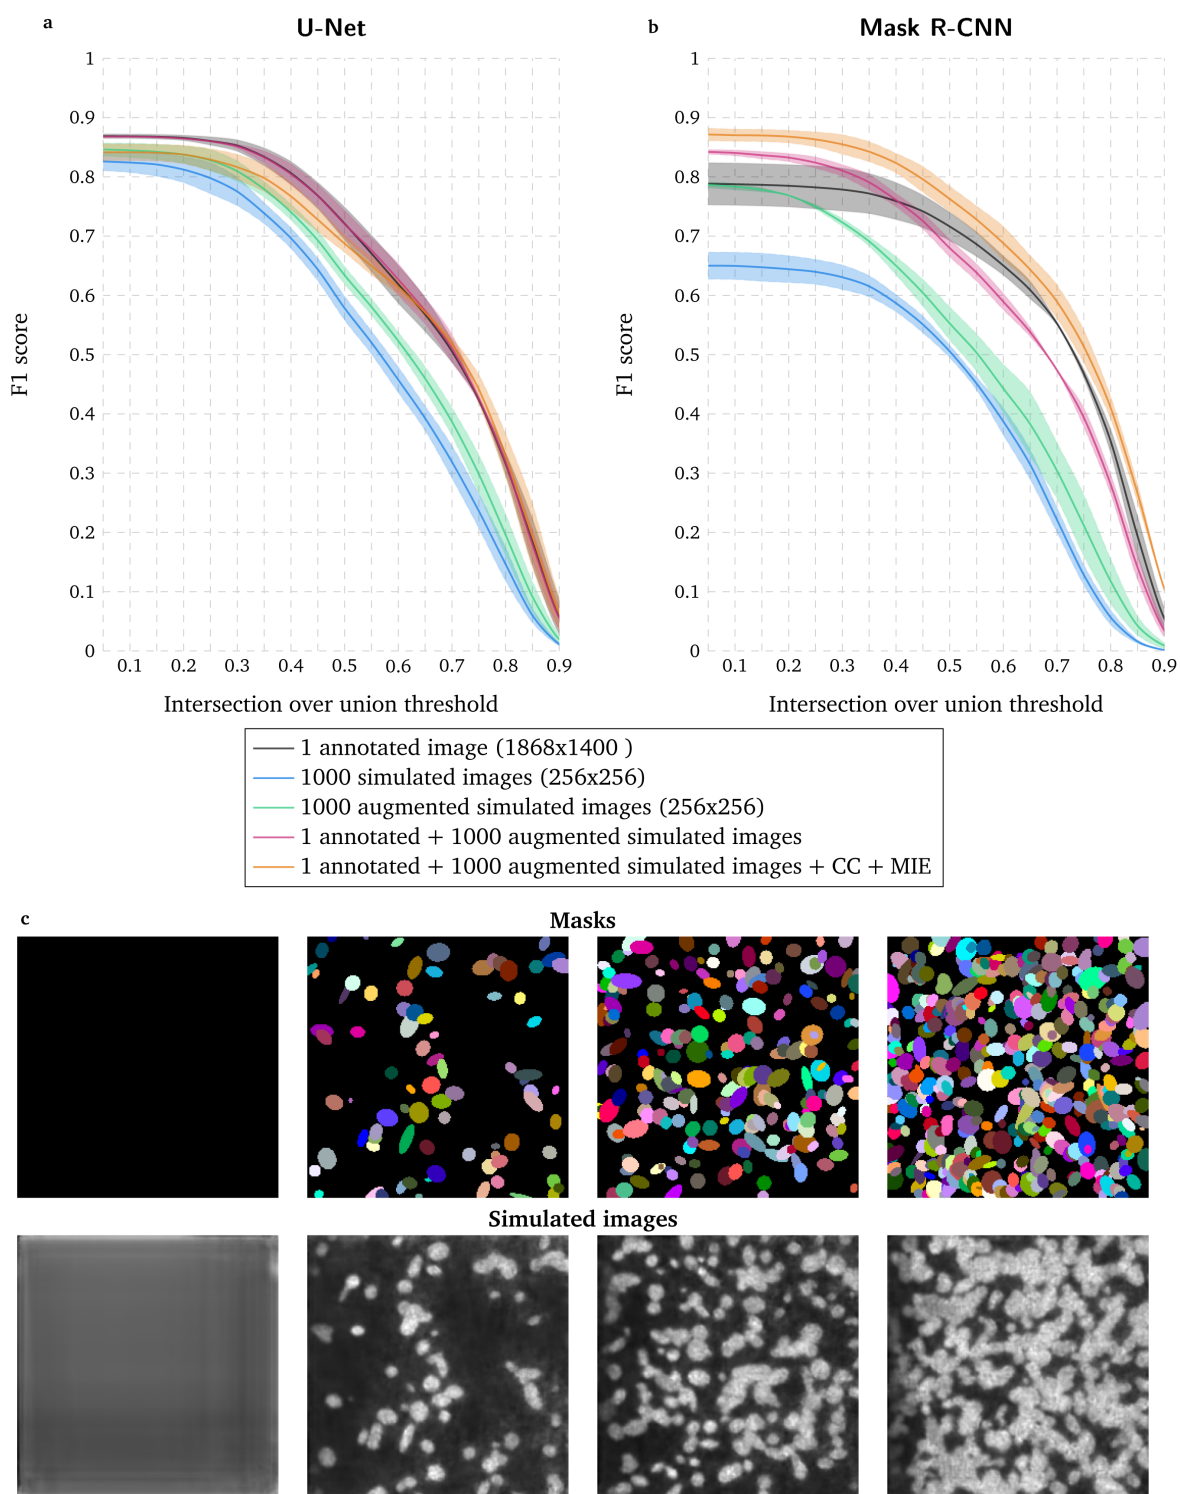 a
U-Net
b
Mask R-CNN
1
0.9
0.8
0.7
0.6
0.5
0.4
0.3
0.2
0.1
0
0.1 0.2 0.3 0.4 0.5 0.6 0.7 0.8 0.9
F1 score
Intersection over union threshold
1
0.9
0.8
0.7
0.6
0.5
0.4
0.3
0.2
0.1
0
0.1 0.2 0.3 0.4 0.5 0.6 0.7 0.8 0.9
F1 score
Intersection over union threshold
1 annotated image (1868x1400 )
1000 simulated images (256x256)
1000 augmented simulated images (256x256)
1 annotated + 1000 augmented simulated images
1 annotated + 1000 augmented simulated images + CC + MIE
c
Masks
Simulated images